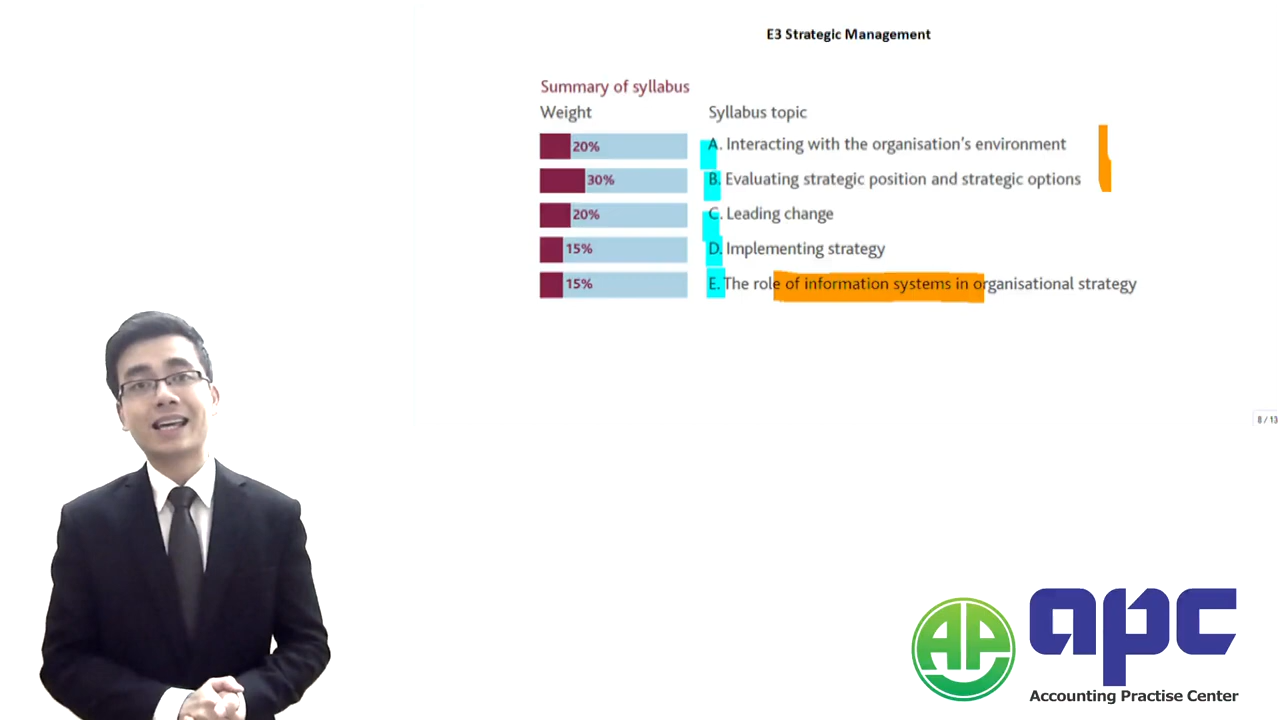 E3 Strategic Management
Summary of syllabus
Weight Syllabus topic
20% A. Interacting with the organisation's environment
30% B. Evaluating strategic position and strategic options
20% C. Leading change
15% D. Implementing strategy
15% E. The role of information systems in organisational strategy
8 / 13
AP
apc
Accounting Practise Center